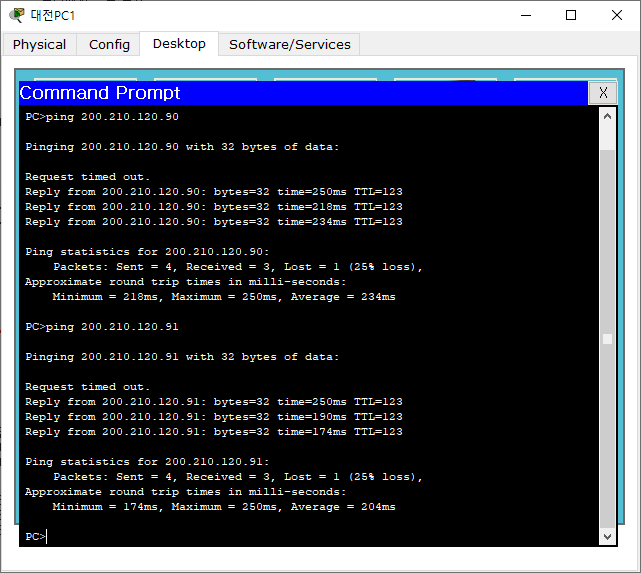 대전PC1
Physical Config Desktop Software/Services
Command Prompt X
PC>ping 200.210.120.90
Pinging 200.210.120.90 with 32 bytes of data:
Request timed out.
Reply from 200.210.120.90: bytes=32 time=250ms TTL=123
Reply from 200.210.120.90: bytes=32 time=218ms TTL=123
Reply from 200.210.120.90: bytes=32 time=234ms TTL=123
Ping statistics for 200.210.120.90:
Packets: Sent = 4, Received = 3, Lost = 1 (25% loss),
Approximate round trip times in milli-seconds:
Minimum = 218ms, Maximum = 250ms, Average = 234ms
PC>ping 200.210.120.91
Pinging 200.210.120.91 with 32 bytes of data:
Request timed out.
Reply from 200.210.120.91: bytes=32 time=250ms TTL=123
Reply from 200.210.120.91: bytes=32 time=190ms TTL=123
Reply from 200.210.120.91: bytes=32 time=174ms TTL=123
Ping statistics for 200.210.120.91:
Packets: Sent = 4, Received = 3, Lost = 1 (25% loss),
Approximate round trip times in milli-seconds:
Minimum = 174ms, Maximum = 250ms, Average = 204ms
PC>